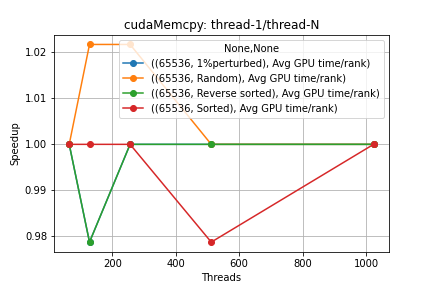 cudaMemcpy: thread-1/thread-N
None,None
((65536, 1%perturbed), Avg GPU time/rank)
((65536, Random), Avg GPU time/rank)
((65536, Reverse sorted), Avg GPU time/rank)
((65536, Sorted), Avg GPU time/rank)
Speedup
1.02
1.01
1.00
0.99
0.98
200
400
600
800
1000
Threads